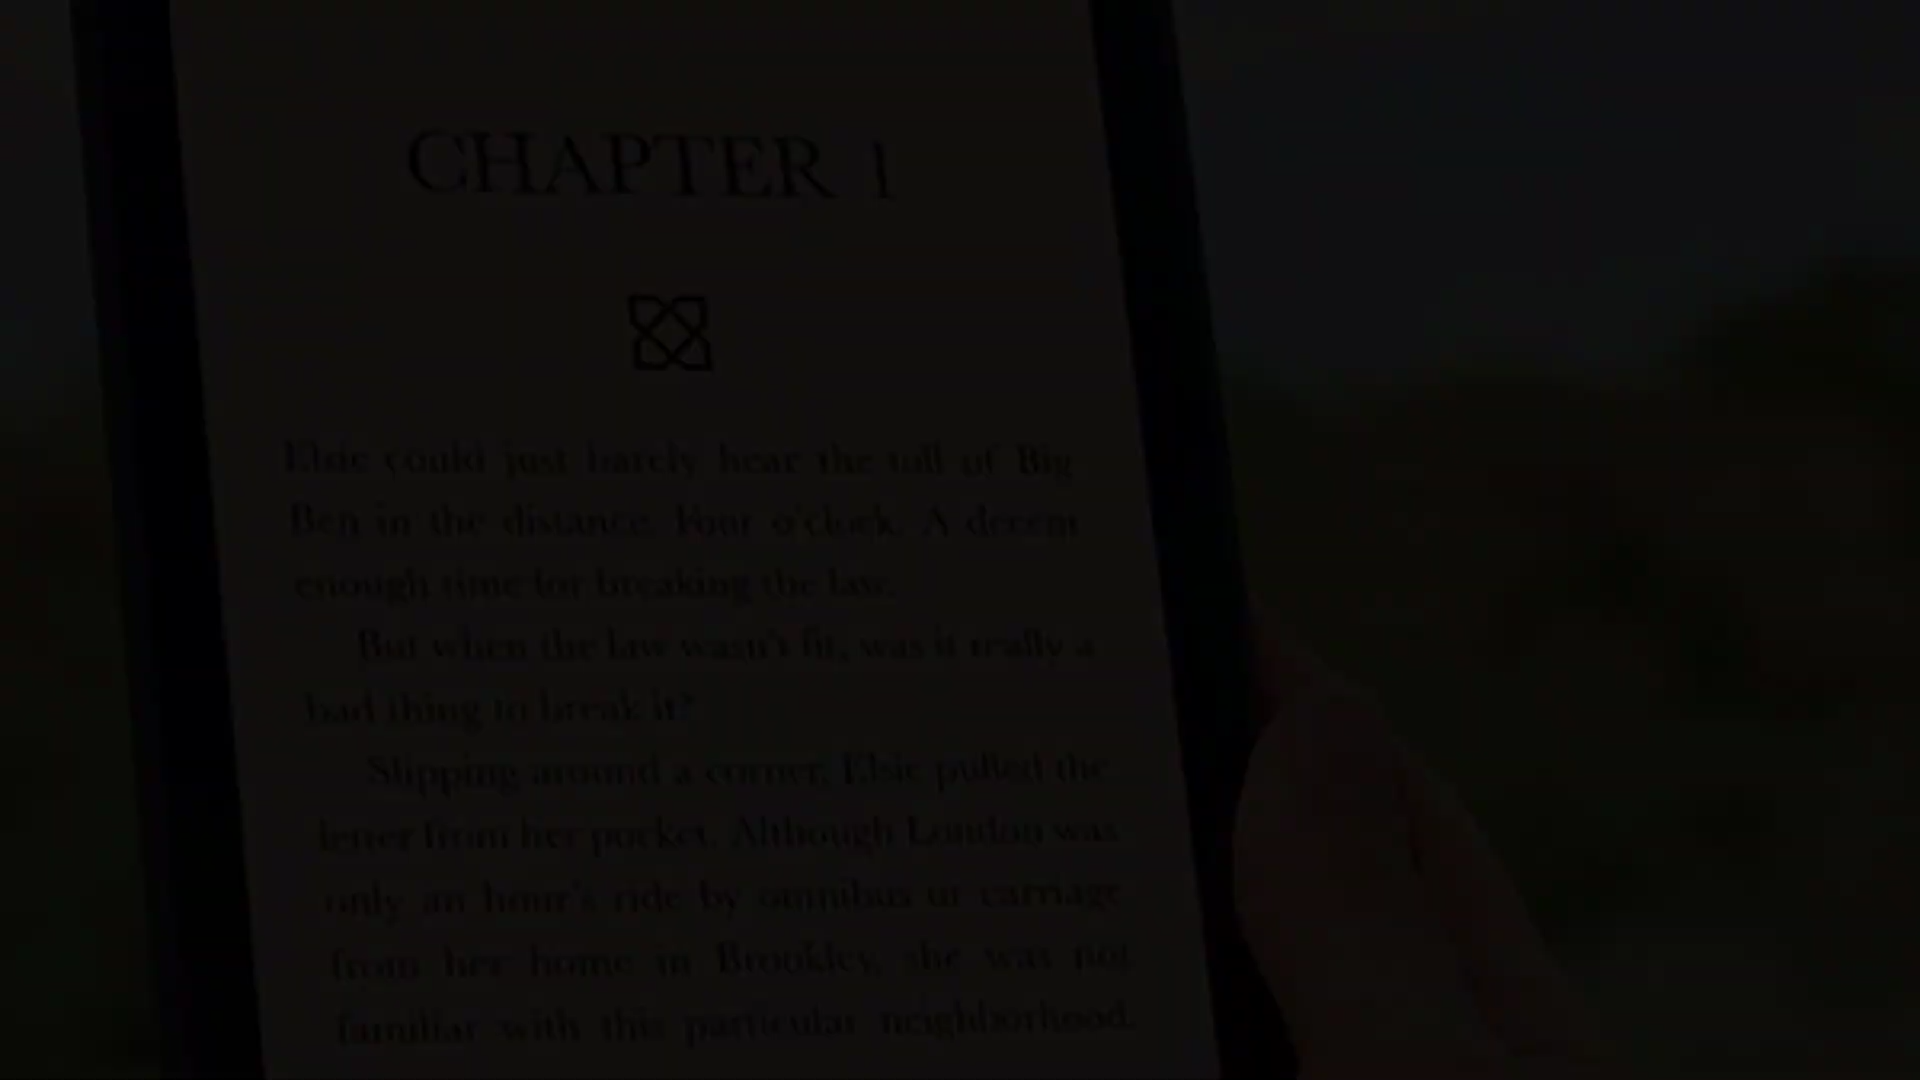 CHAPTER 1
Elsie could just barely hear the toll of Big
Ben in the distance. Four o'clock. A decent
enough time for breaking the law.
But when the law wasn't fit, was it really a
bad thing to break it?
Slipping around a corner, Elsie pulled the
letter from her pocket. Although London was
only an hour's ride by omnibus or carriage
from her home in Brookley, she was not
familiar with this particular neighborhood.